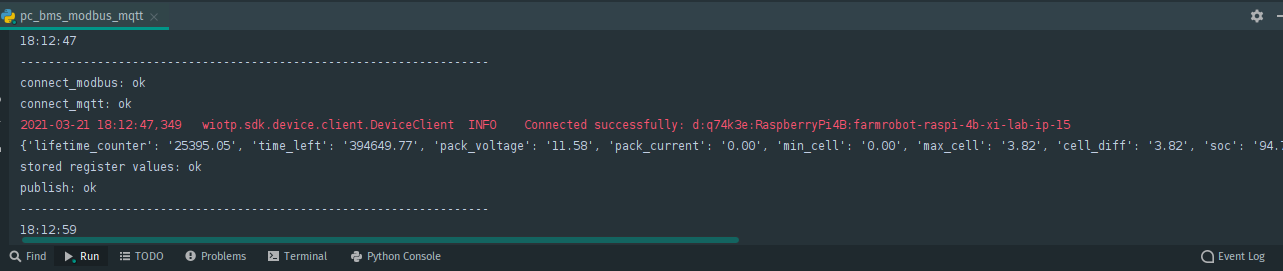 pc_bms_modbus_mqtt
18:12:47
-------------------------------------------------------------------
connect_modbus: ok
connect_mqtt: ok
2021-03-21 18:12:47,349   wiotp.sdk.device.client.DeviceClient  INFO    Connected successfully: d:q74k3e:RaspberryPi4B:farmrobot-raspi-4b-xi-lab-ip-15
{'lifetime_counter': '25395.05', 'time_left': '394649.77', 'pack_voltage': '11.58', 'pack_current': '0.00', 'min_cell': '0.00', 'max_cell': '3.82', 'cell_diff': '3.82', 'soc': '94.
stored register values: ok
publish: ok
-------------------------------------------------------------------
18:12:59
Find Run TODO Problems Terminal Python Console Event Log